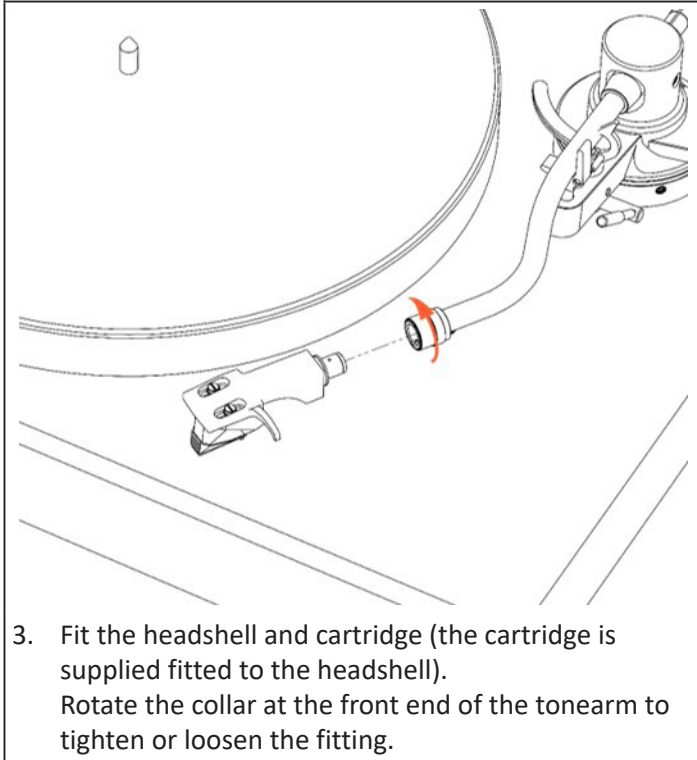 3. Fit the headshell and cartridge (the cartridge is
supplied fitted to the headshell).
Rotate the collar at the front end of the tonearm to
tighten or loosen the fitting.